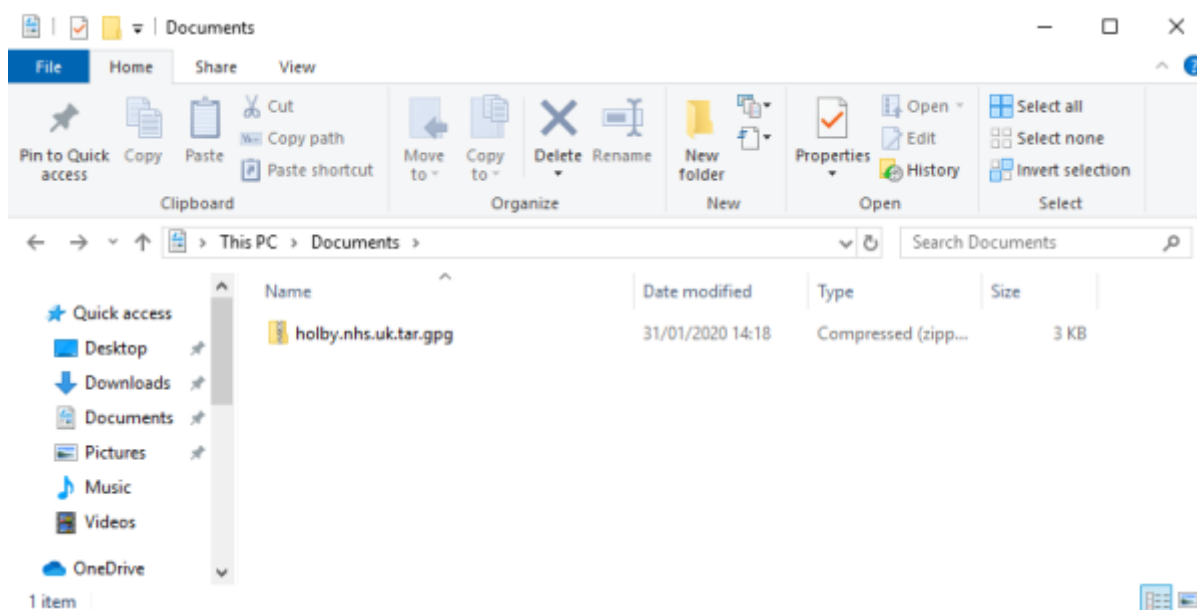 Documents
File Home Share View
Pin to Quick access
Copy
Paste
Cut
Copy path
Paste shortcut
Clipboard
Move to
Copy to
Delete
Rename
Organize
New folder
New
Properties
Open
Edit
History
Open
Select all
Select none
Invert selection
Select
This PC > Documents >
Search Documents
Quick access
Desktop
Downloads
Documents
Pictures
Music
Videos
OneDrive
Name Date modified Type Size
holby.nhs.uk.tar.gpg 31/01/2020 14:18 Compressed (zipp... 3 KB
1 item